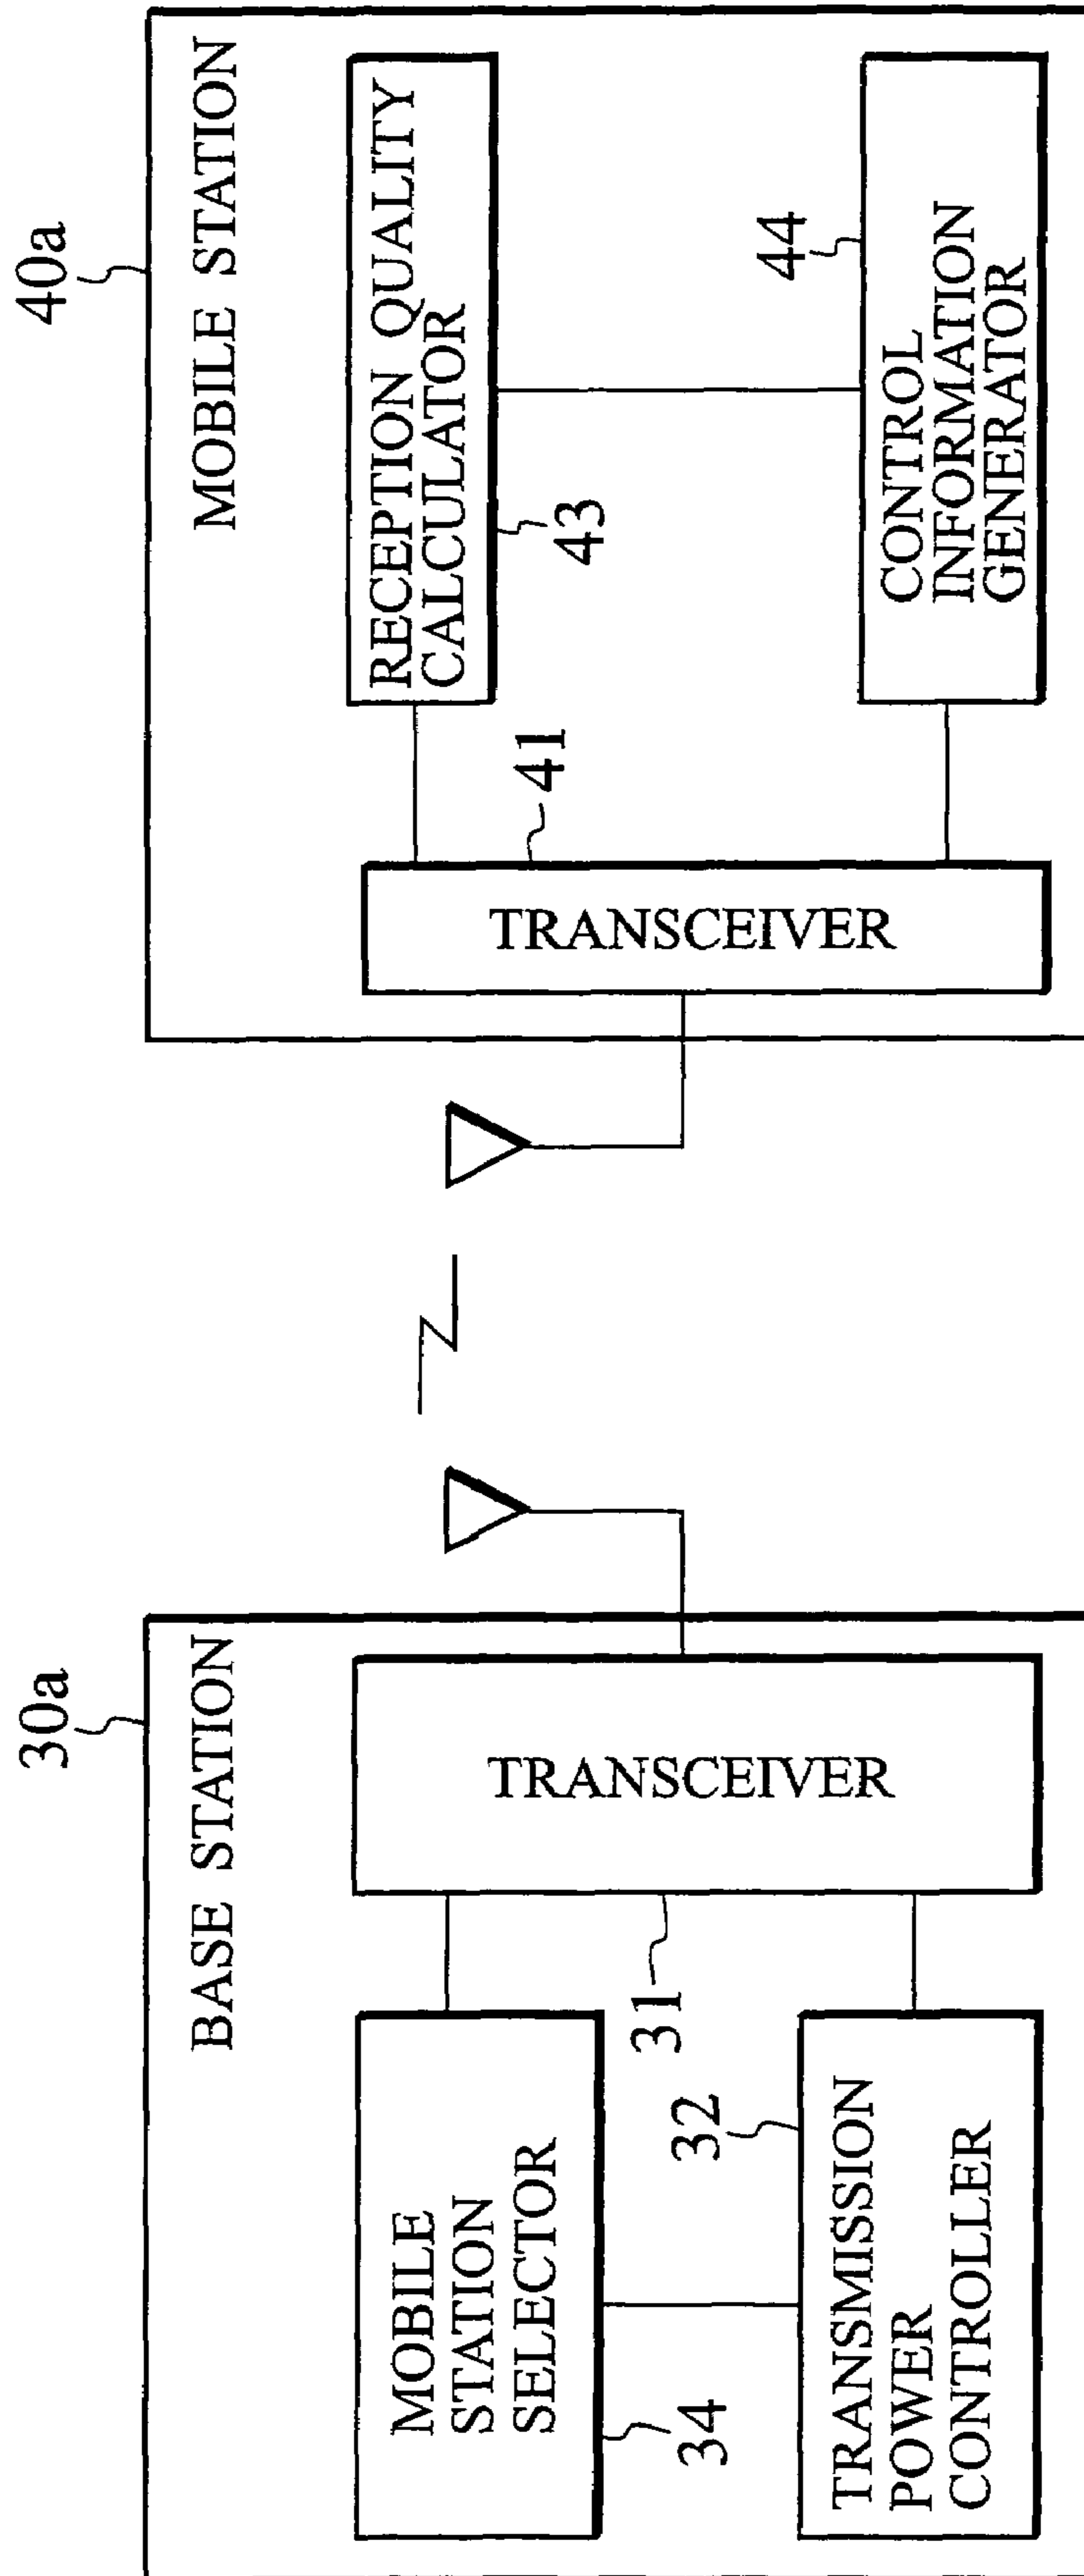 30a
BASE STATION
MOBILE
STATION
SELECTOR
34
TRANSCEIVER
31
32
TRANSMISSION
POWER
CONTROLLER
40a
MOBILE STATION
RECEPTION QUALITY
CALCULATOR
43
41
TRANSCEIVER
44
CONTROL
INFORMATION
GENERATOR